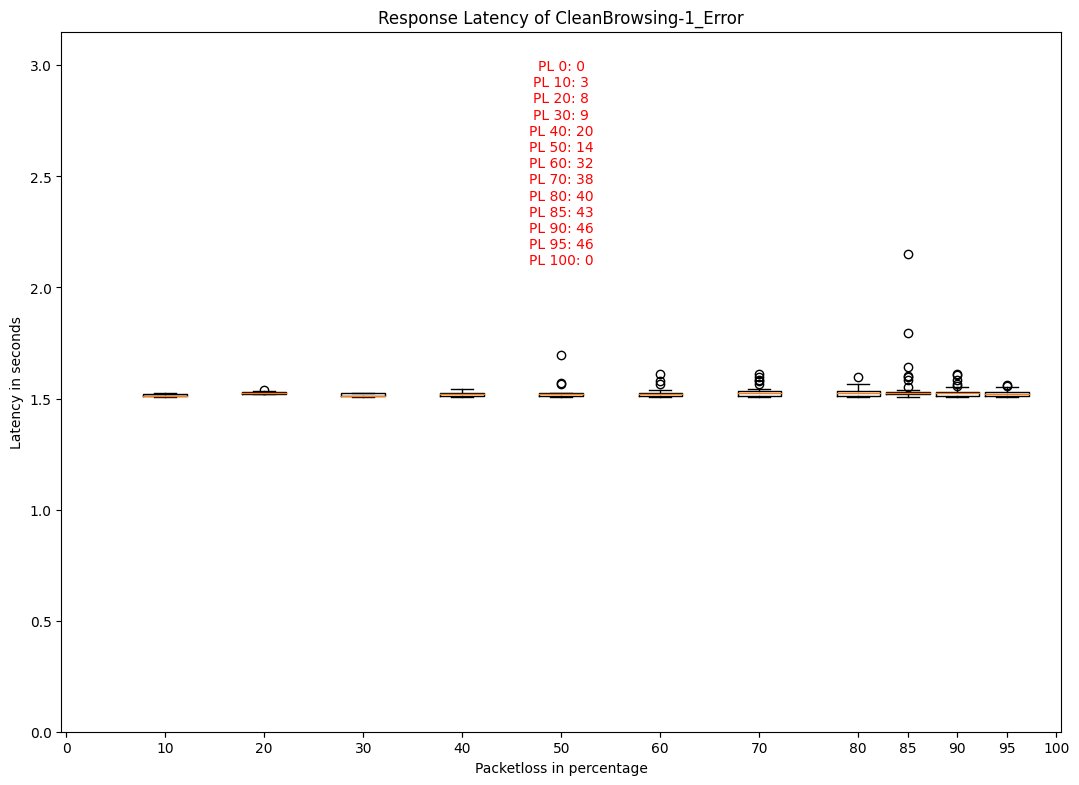 Response Latency of CleanBrowsing-1_Error
PL 0: 0
PL 10: 3
PL 20: 8
PL 30: 9
PL 40: 20
PL 50: 14
PL 60: 32
PL 70: 38
PL 80: 40
PL 85: 43
PL 90: 46
PL 95: 46
PL 100: 0
Latency in seconds
3.0
2.5
2.0
1.5
1.0
0.5
0.0
0 10 20 30 40 50 60 70 80 85 90 95 100
Packetloss in percentage